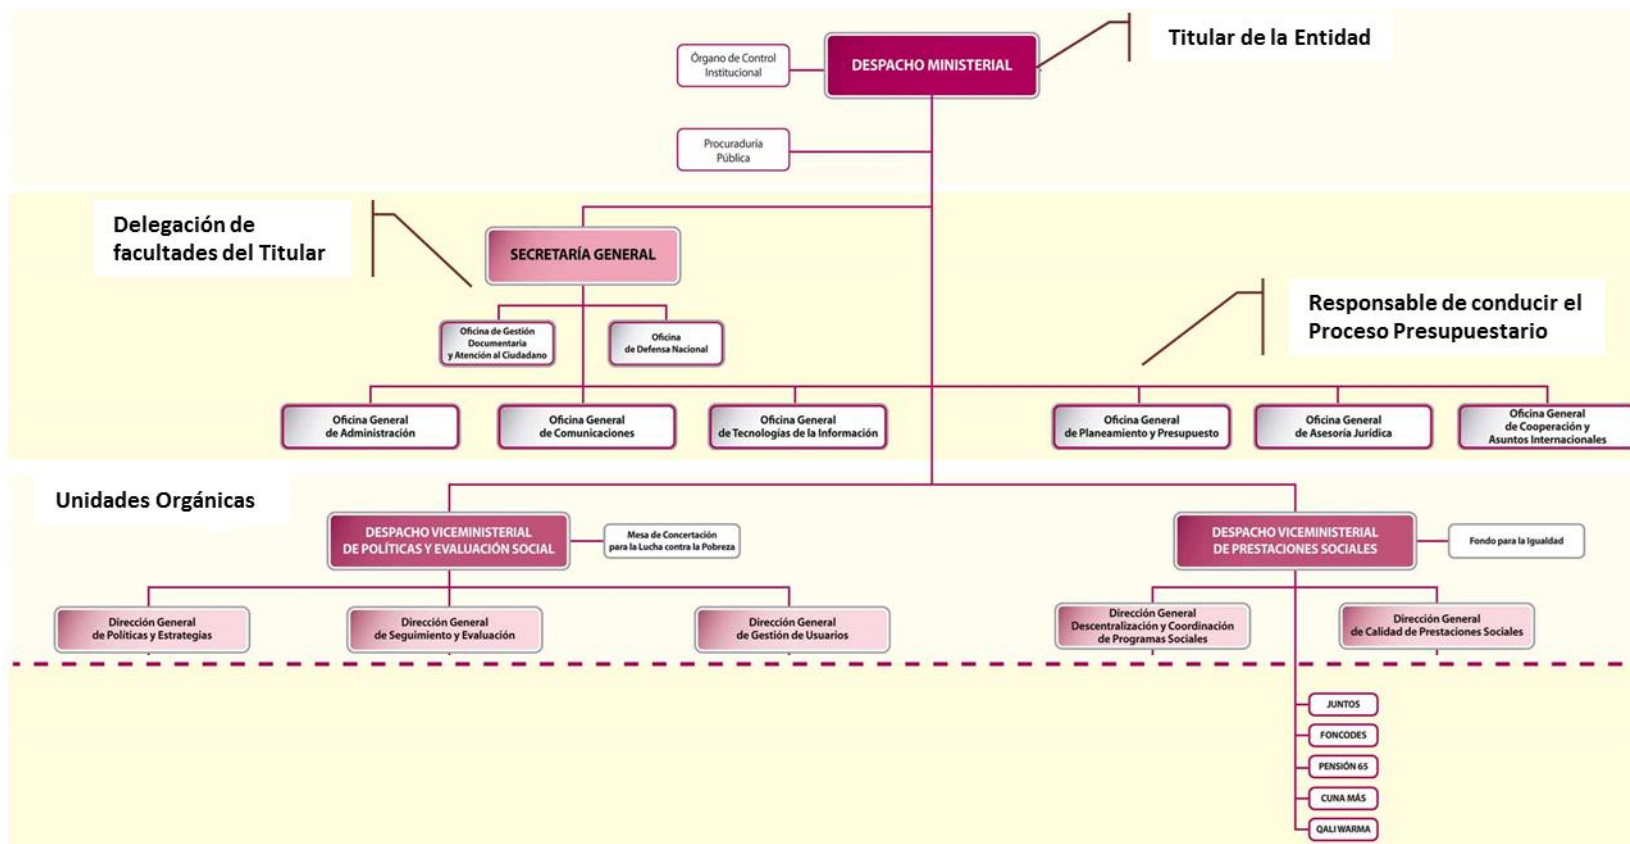 Titular de la Entidad
Órgano de Control
Institucional
DESPACHO MINISTERIAL
Procuraduría
Pública
Delegación de
facultades del Titular
SECRETARÍA GENERAL
Responsable de conducir el
Proceso Presupuestario
Oficina de Gestión
Documentaria
y Atención al Ciudadano
Oficina
de Defensa Nacional
Oficina General
de Administración
Oficina General
de Comunicaciones
Oficina General
de Tecnologías de la Información
Oficina General
de Planeamiento y Presupuesto
Oficina General
de Asesoría Jurídica
Oficina General
de Cooperación y
Asuntos Internacionales
Unidades Orgánicas
DESPACHO VICEMINISTERIAL
DE POLÍTICAS Y EVALUACIÓN SOCIAL
Mesa de Concertación
para la Lucha contra la Pobreza
DESPACHO VICEMINISTERIAL
DE PRESTACIONES SOCIALES
Fondo para la Igualdad
Dirección General
de Políticas y Estrategias
Dirección General
de Seguimiento y Evaluación
Dirección General
de Gestión de Usuarios
Dirección General
Descentralización y Coordinación
de Programas Sociales
Dirección General
de Calidad de Prestaciones Sociales
JUNTOS
FONCODES
PENSIÓN 65
CUNA MÁS
QALI WARMA